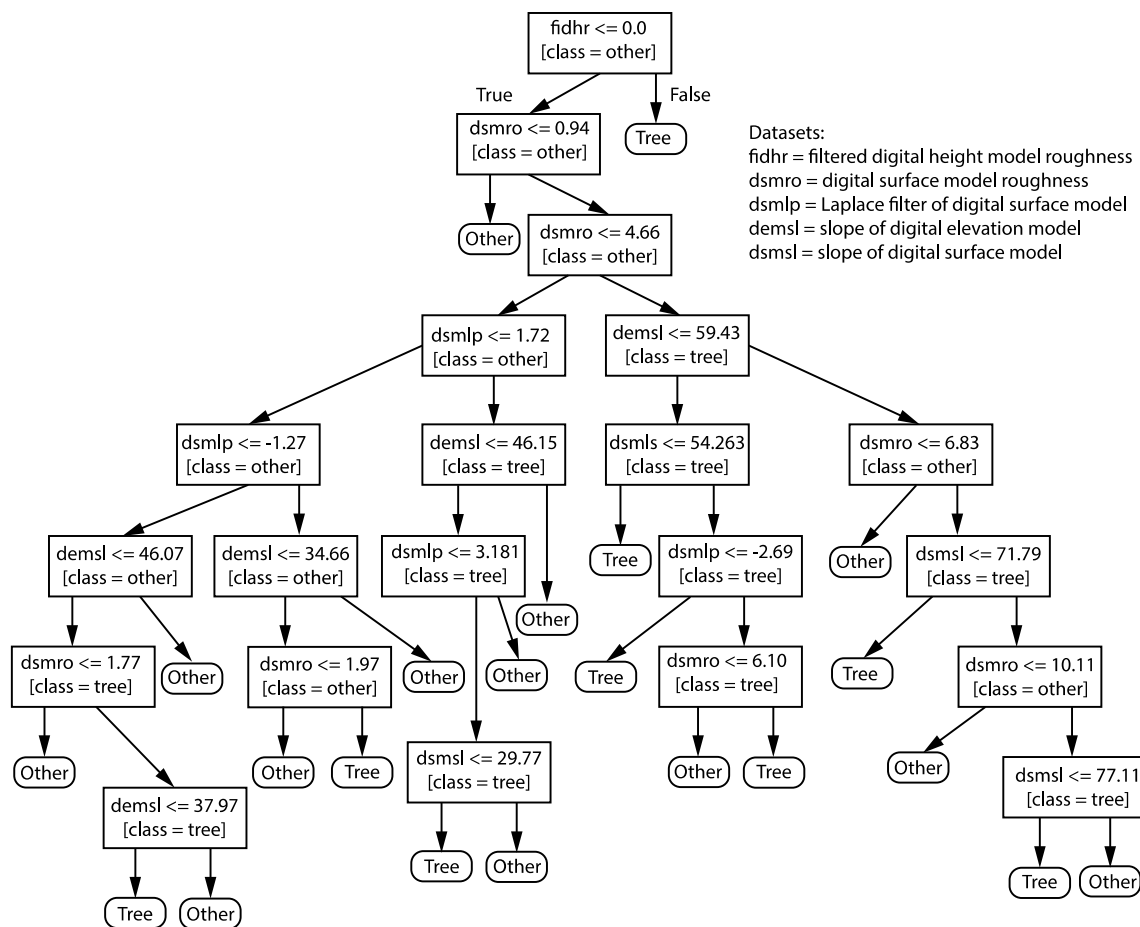 fidhr <= 0.0
[class = other]
True
False
dsmro <= 0.94
[class = other]
Tree
Datasets:
fidhr = filtered digital height model roughness
dsmro = digital surface model roughness
dsmlp = Laplace filter of digital surface model
demsl = slope of digital elevation model
dsmsl = slope of digital surface model
Other
dsmro <= 4.66
[class = other]
dsmlp <= 1.72
[class = other]
demsl <= 59.43
[class = tree]
dsmlp <= -1.27
[class = other]
demsl <= 46.15
[class = tree]
dsmls <= 54.263
[class = tree]
dsmro <= 6.83
[class = other]
demsl <= 46.07
[class = other]
demsl <= 34.66
[class = other]
dsmlp <= 3.181
[class = tree]
Other
Tree
dsmlp <= -2.69
[class = tree]
Other
dsmsl <= 71.79
[class = tree]
dsmro <= 1.77
[class = tree]
Other
dsmro <= 1.97
[class = other]
Other
Other
Tree
dsmro <= 6.10
[class = tree]
Tree
dsmro <= 10.11
[class = other]
Other
Other
Tree
dsmsl <= 29.77
[class = tree]
Other
Tree
Other
dsmsl <= 77.11
[class = tree]
demsl <= 37.97
[class = tree]
Tree
Other
Tree
Other
Tree
Other